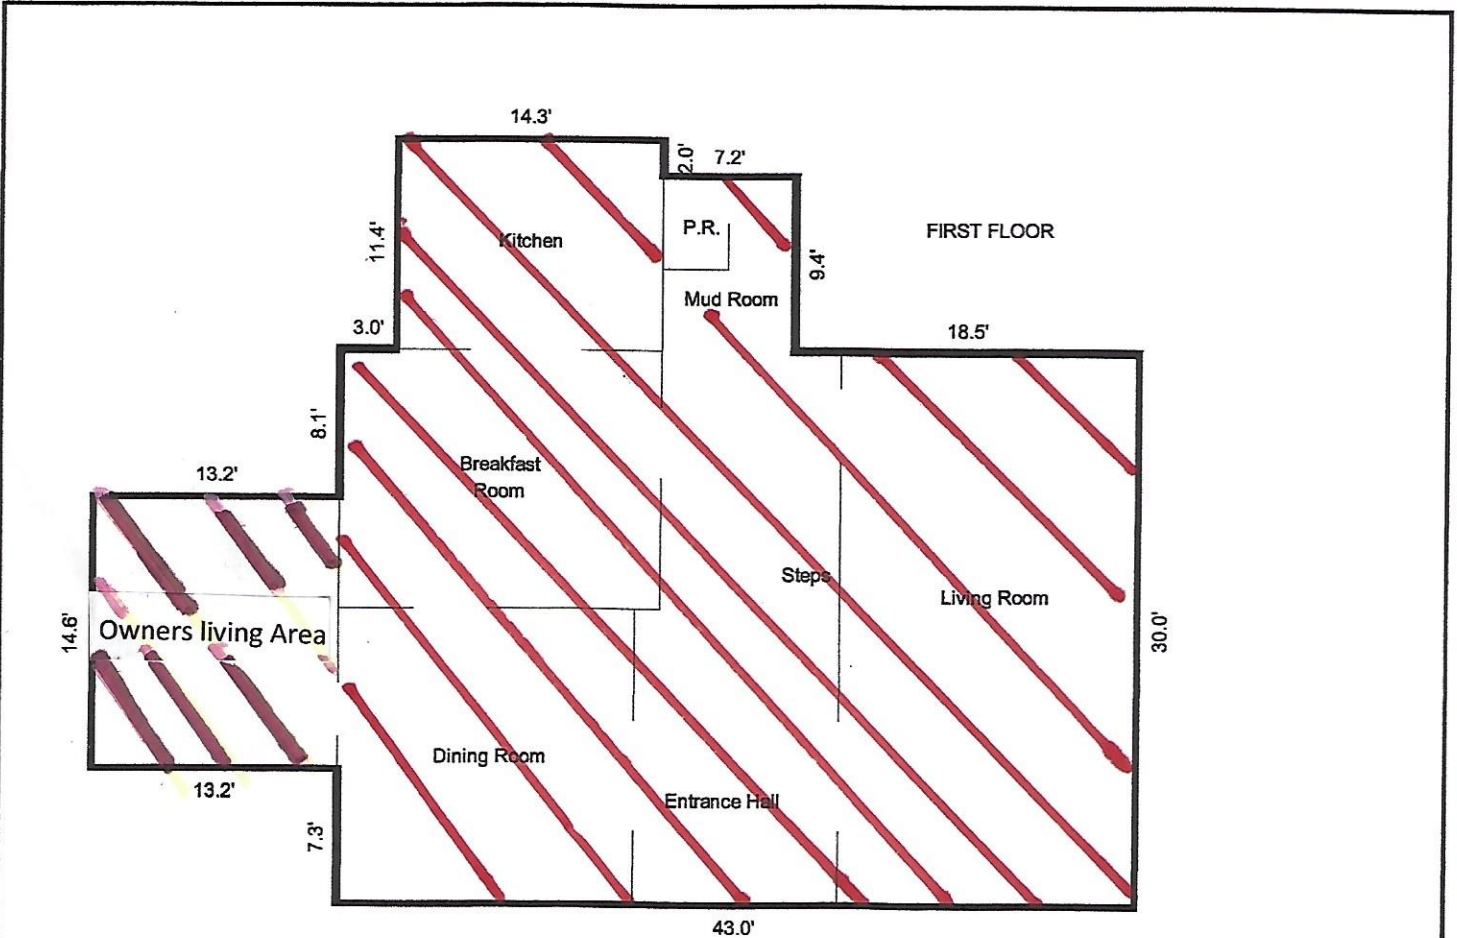 14.3'
2.0'
7.2'
11.4'
Kitchen
P.R.
FIRST FLOOR
9.4'
Mud Room
3.0'
18.5'
8.1'
Breakfast
Room
13.2'
Steps
Living Room
14.6'
Owners living Area
30.0'
Dining Room
13.2'
Entrance Hall
7.3'
43.0'